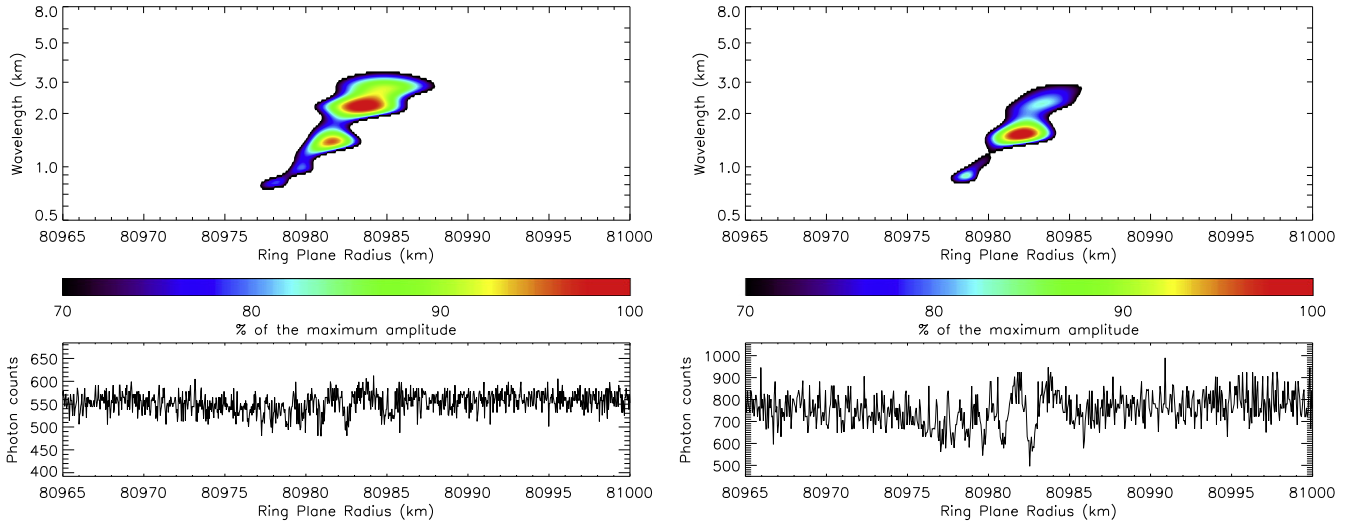 8.0
5.0
3.0
2.0
1.0
0.5
Wavelength (km)
80965 80970 80975 80980 80985 80990 80995 81000
Ring Plane Radius (km)
8.0
5.0
3.0
2.0
1.0
0.5
Wavelength (km)
80965 80970 80975 80980 80985 80990 80995 81000
Ring Plane Radius (km)
70 80 90 100
% of the maximum amplitude
70 80 90 100
% of the maximum amplitude
650
600
550
500
450
400
Photon counts
80965 80970 80975 80980 80985 80990 80995 81000
Ring Plane Radius (km)
1000
900
800
700
600
500
Photon counts
80965 80970 80975 80980 80985 80990 80995 81000
Ring Plane Radius (km)